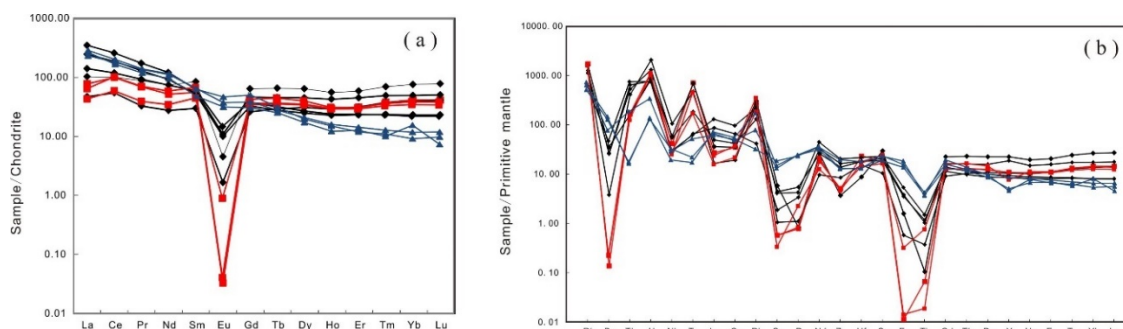 1000.00
100.00
10.00
1.00
0.10
0.01
Sample/Chondrite
( a )
La Ce Pr Nd Sm Eu Gd Tb Dy Ho Er Tm Yb Lu
10000.00
1000.00
100.00
10.00
1.00
0.10
0.01
Sample/Primitive mantle
( b )